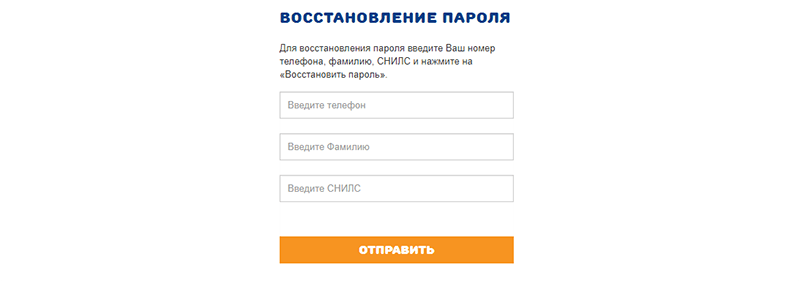 ВОССТАНОВЛЕНИЕ ПАРОЛЯ
Для восстановления пароля введите Ваш номер
телефона, фамилию, СНИЛС и нажмите на
«Восстановить пароль».
Введите телефон
Введите Фамилию
Введите СНИЛС
ОТПРАВИТЬ